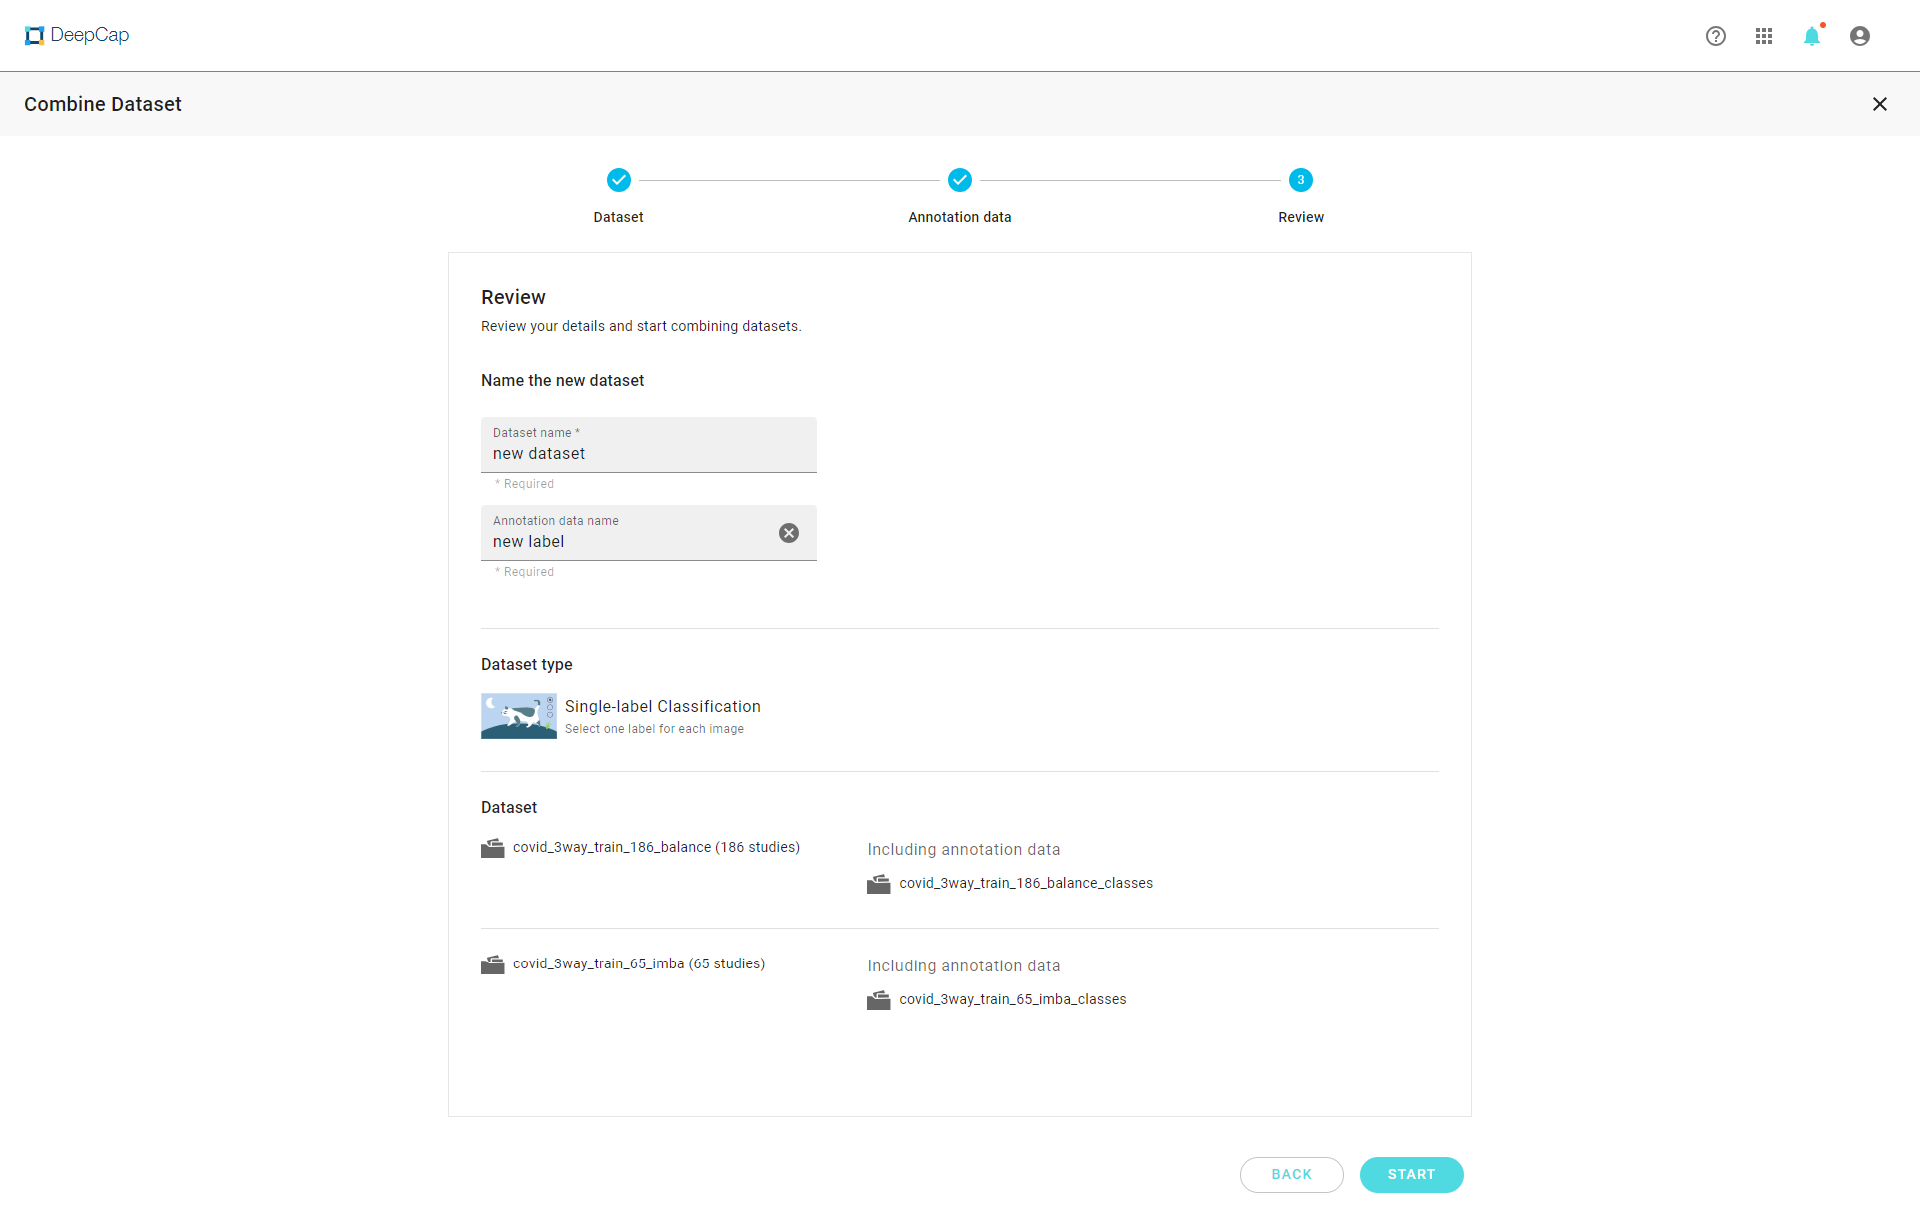 DeepCap
Combine Dataset
3
Dataset
Annotation data
Review
Review
Review your details and start combining datasets.
Name the new dataset
Dataset name *
new dataset
* Required
Annotation data name
new label
* Required
Dataset type
Single-label Classification
Select one label for each image
Dataset
covid_3way_train_186_balance (186 studies)
Including annotation data
covid_3way_train_186_balance_classes
covid_3way_train_65_imba (65 studies)
Including annotation data
covid_3way_train_65_imba_classes
BACK
START